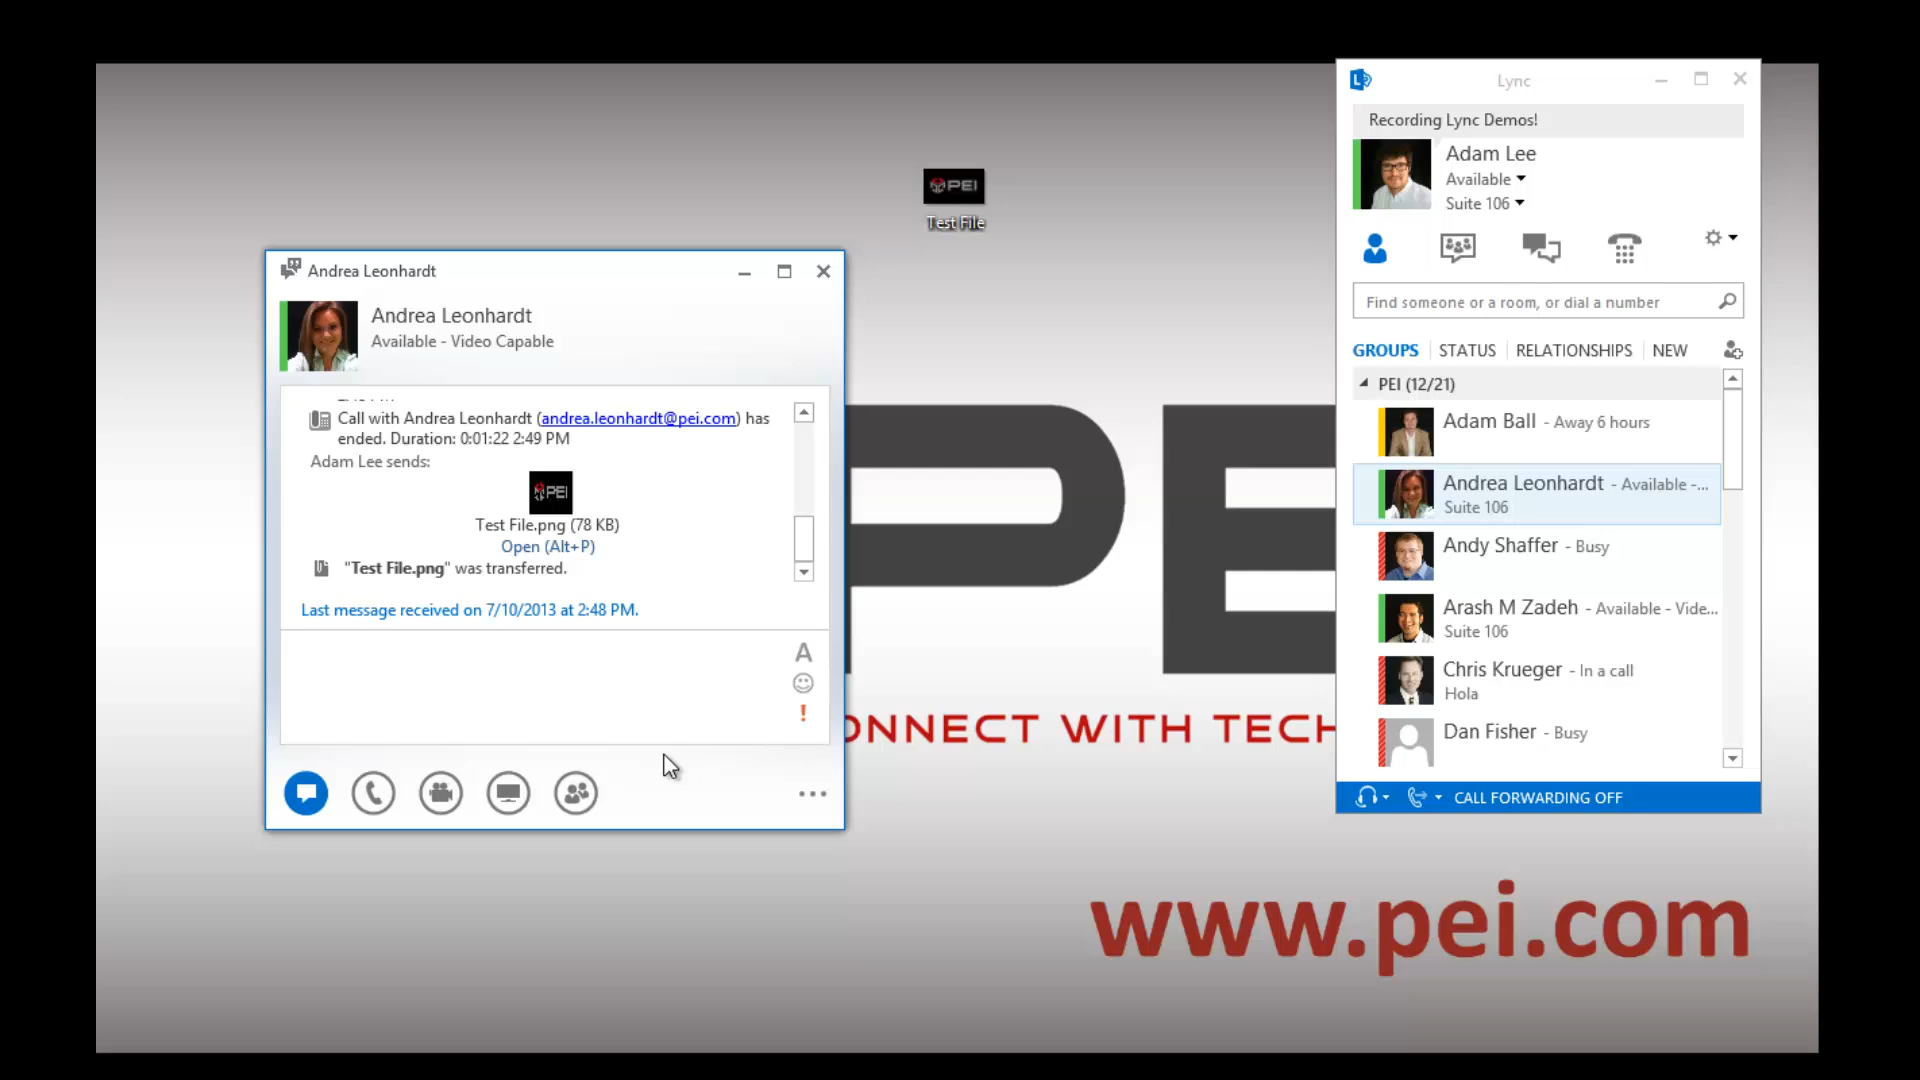 Test File
Andrea Leonhardt
Andrea Leonhardt
Available - Video Capable
Call with Andrea Leonhardt (andrea.leonhardt@pei.com) has
ended. Duration: 0:01:22 2:49 PM
Adam Lee sends:
PEI
Test File.png (78 KB)
Open (Alt+P)
"Test File.png" was transferred.
Last message received on 7/10/2013 at 2:48 PM.
A
!
PEI
PE
ONNECT WITH TECH
www.pei.com
Lync
Recording Lync Demos!
Adam Lee
Available
Suite 106
Find someone or a room, or dial a number
GROUPS STATUS RELATIONSHIPS NEW
PEI (12/21)
Adam Ball - Away 6 hours
Andrea Leonhardt - Available -...
Suite 106
Andy Shaffer - Busy
Arash M Zadeh - Available - Vide...
Suite 106
Chris Krueger - In a call
Hola
Dan Fisher - Busy
CALL FORWARDING OFF